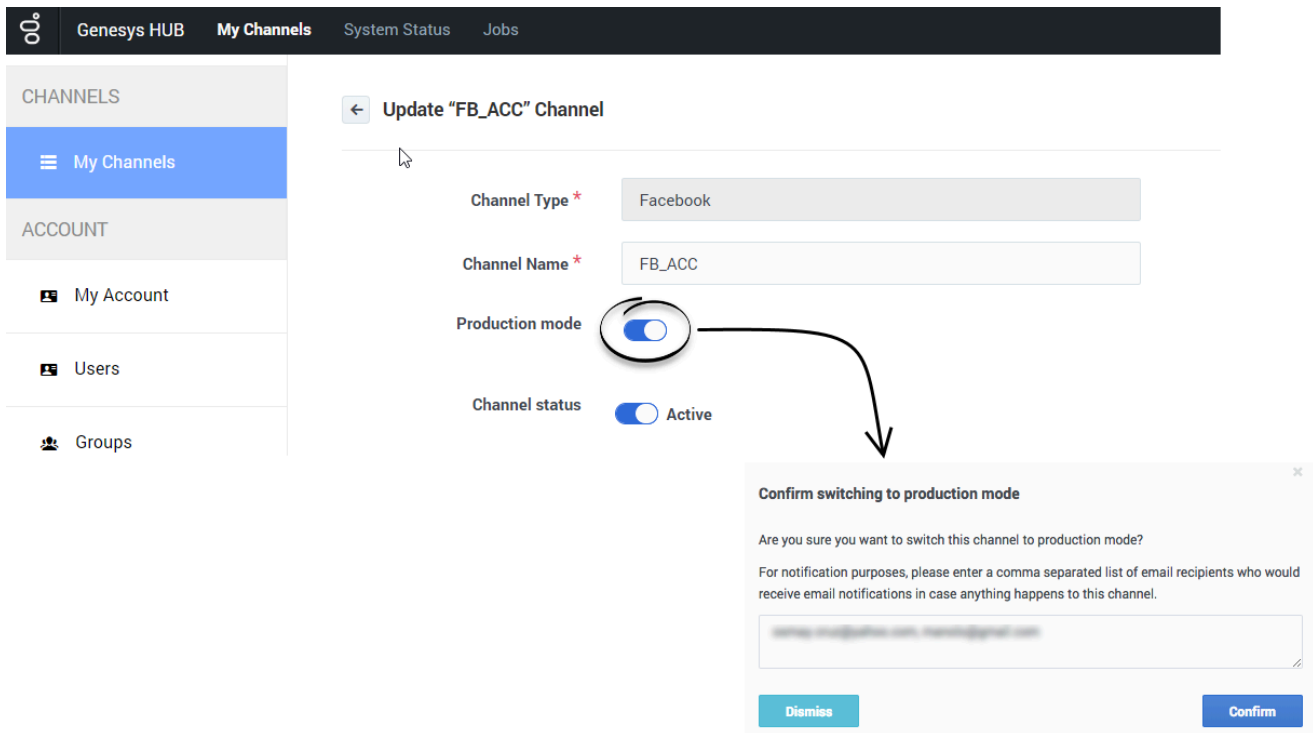 Genesys HUB My Channels System Status Jobs
CHANNELS
My Channels
ACCOUNT
My Account
Users
Groups
Update “FB_ACC” Channel
Channel Type * Facebook
Channel Name * FB_ACC
Production mode
Channel status Active
Confirm switching to production mode
Are you sure you want to switch this channel to production mode?
For notification purposes, please enter a comma separated list of email recipients who would
receive email notifications in case anything happens to this channel.
Dismiss Confirm